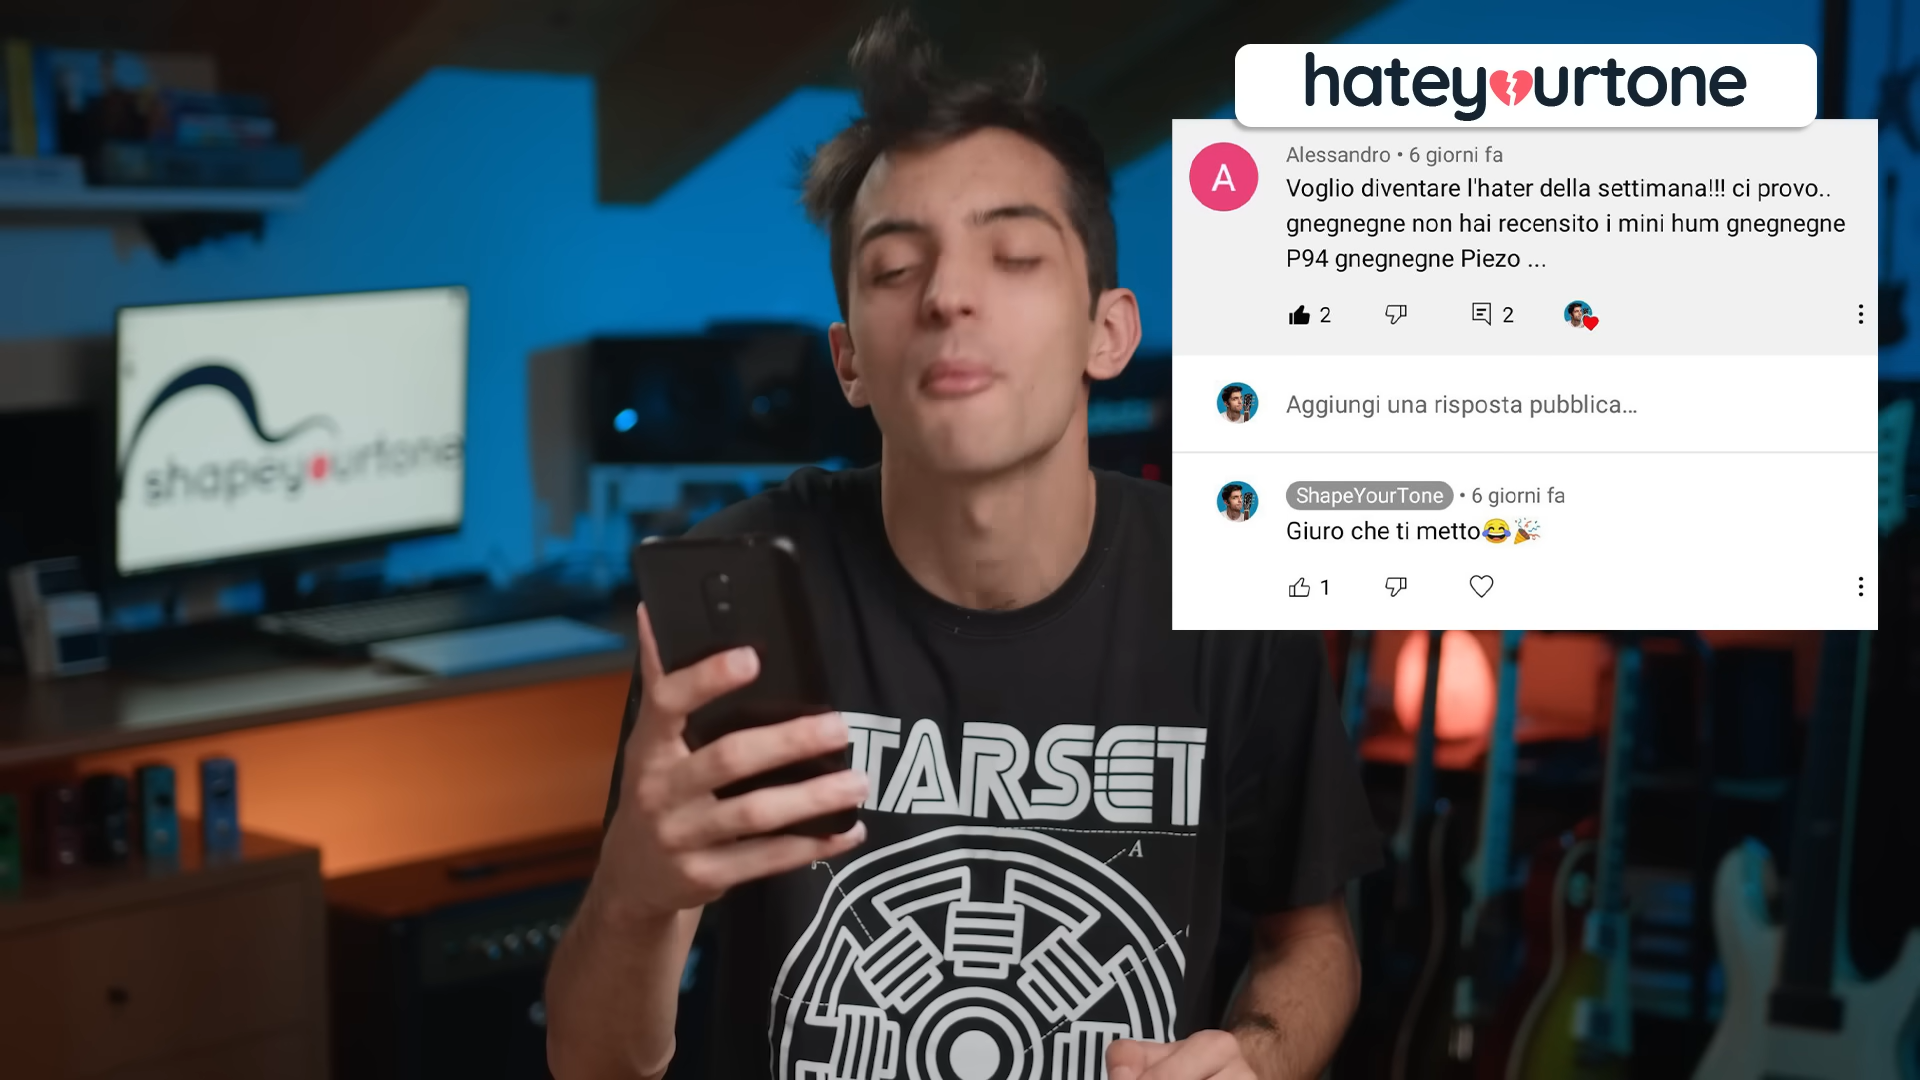 hateyourtone
Alessandro • 6 giorni fa
A
Voglio diventare l'hater della settimana!!! ci provo..
gnegnegne non hai recensito i mini hum gnegnegne
P94 gnegnegne Piezo ...
2
2
Aggiungi una risposta pubblica...
ShapeYourTone • 6 giorni fa
Giuro che ti metto😂🎉
1
shapeyourtone
TARSET
A